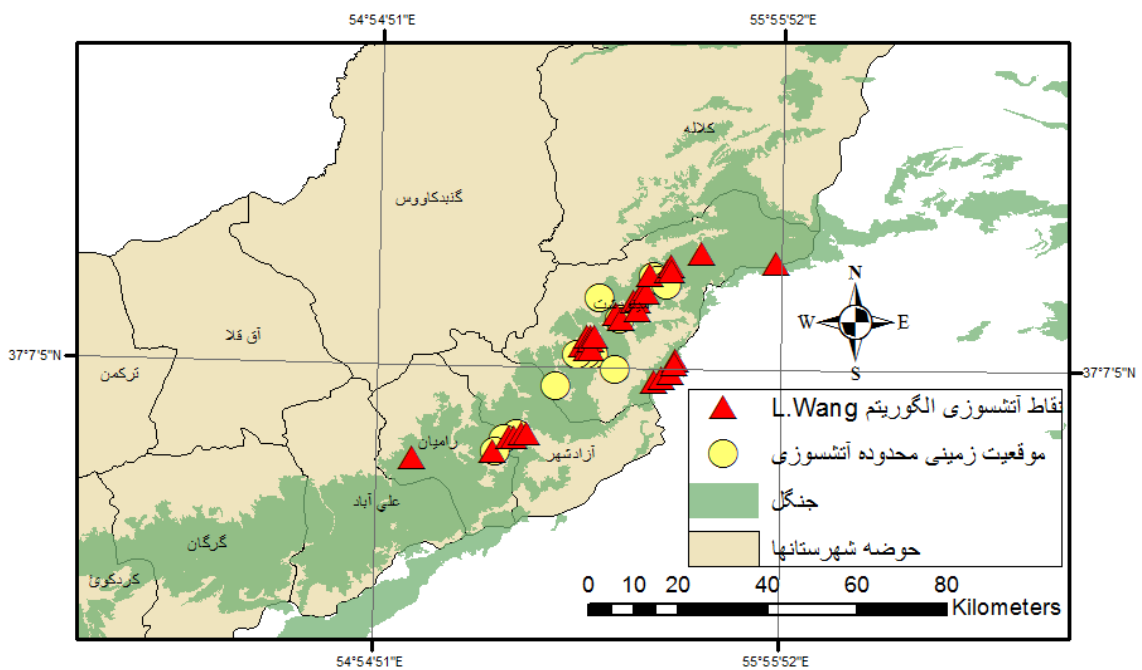 54°54'51"E
55°55'52"E
کلاله
گنبدکاووس
N
W
E
S
آق قلا
37°7'5"N
37°7'5"N
ترکمن
نقاط آتشسوزی الگوریتم L.Wang
رامیان
آزادشهر
موقعیت زمینی محدوده آتشسوزی
علی آباد
جنگل
گرگان
حوضه شهرستانها
کردکوئ
0 10 20 40 60 80
Kilometers
54°54'51"E
55°55'52"E